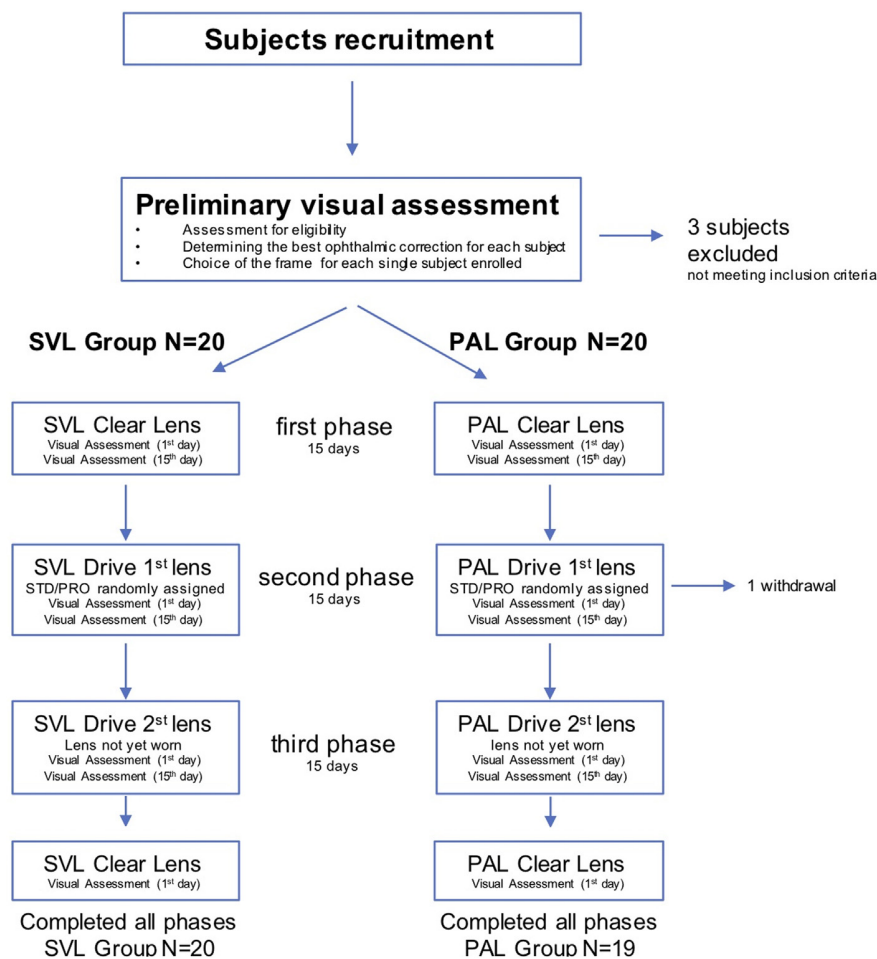 Subjects recruitment
Preliminary visual assessment
• Assessment for eligibility
• Determining the best ophthalmic correction for each subject
• Choice of the frame for each single subject enrolled
3 subjects
excluded
not meeting inclusion criteria
SVL Group N=20
PAL Group N=20
SVL Clear Lens
Visual Assessment (1st day)
Visual Assessment (15th day)
first phase
15 days
PAL Clear Lens
Visual Assessment (1st day)
Visual Assessment (15th day)
SVL Drive 1st lens
STD/PRO randomly assigned
Visual Assessment (1st day)
Visual Assessment (15th day)
second phase
15 days
PAL Drive 1st lens
STD/PRO randomly assigned
Visual Assessment (1st day)
Visual Assessment (15th day)
1 withdrawal
SVL Drive 2st lens
Lens not yet worn
Visual Assessment (1st day)
Visual Assessment (15th day)
third phase
15 days
PAL Drive 2st lens
lens not yet worn
Visual Assessment (1st day)
Visual Assessment (15th day)
SVL Clear Lens
Visual Assessment (1st day)
PAL Clear Lens
Visual Assessment (1st day)
Completed all phases
SVL Group N=20
Completed all phases
PAL Group N=19